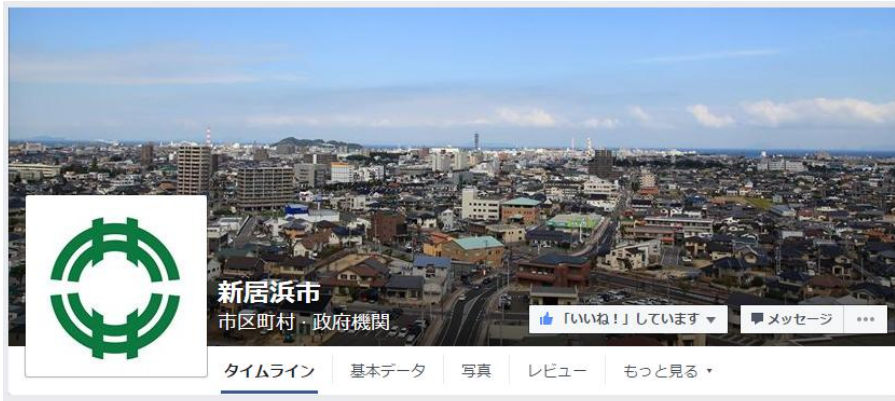 新居浜市
市区町村・政府機関
「いいね！」しています
メッセージ
タイムライン 基本データ 写真 レビュー もっと見る